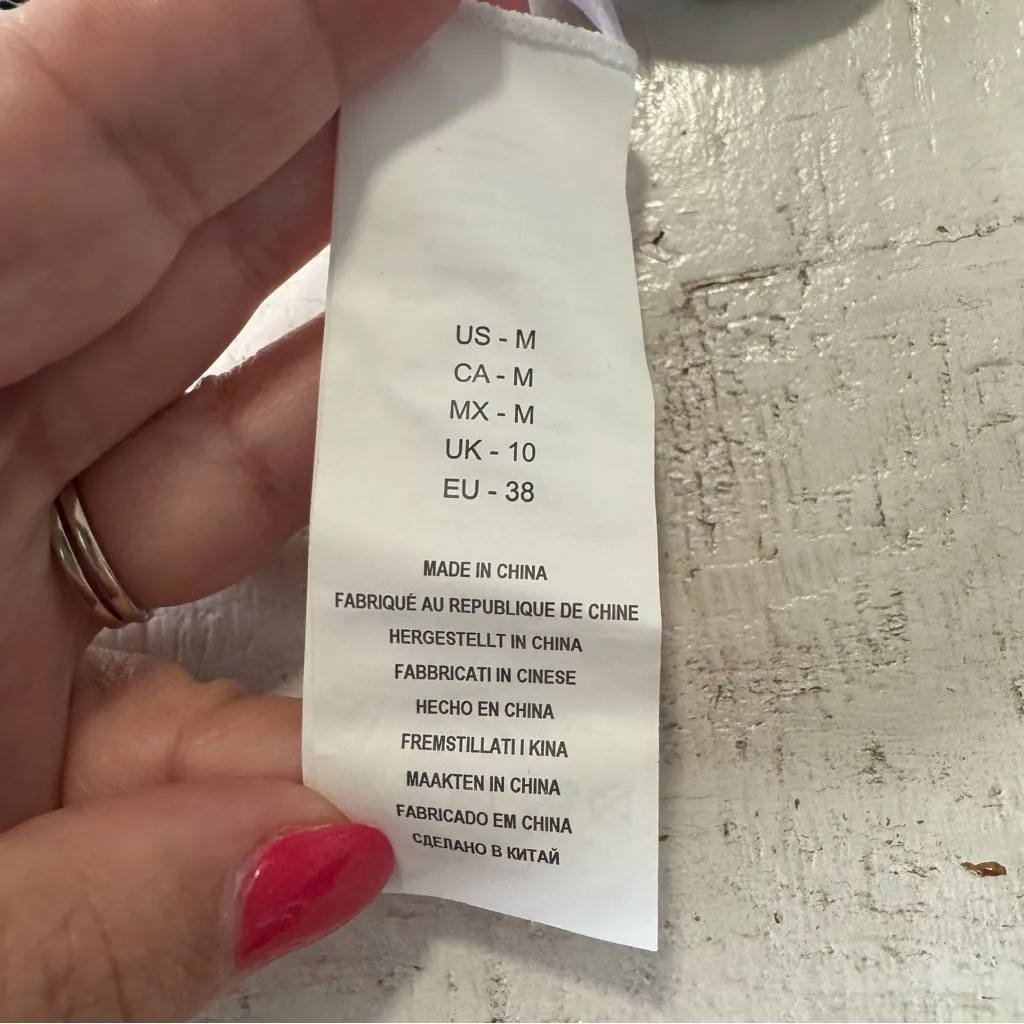 US - M
CA - M
MX - M
UK - 10
EU - 38
MADE IN CHINA
FABRIQUÉ AU REPUBLIQUE DE CHINE
HERGESTELLT IN CHINA
FABBRICATI IN CINESE
HECHO EN CHINA
FREMSTILLATI I KINA
MAAKTEN IN CHINA
FABRICADO EM CHINA
СДЕЛАНО В КИТАЙ